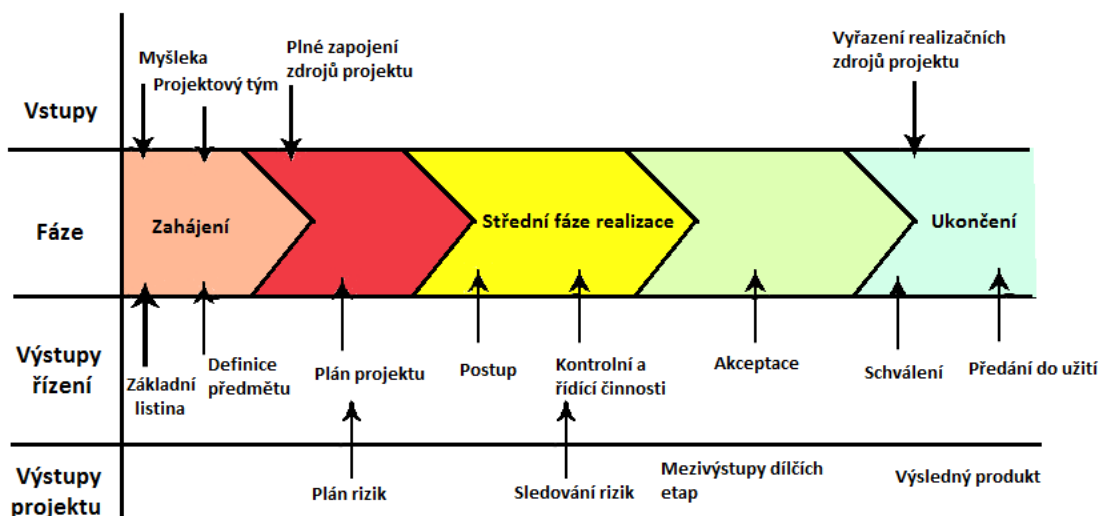 Myšleka
Projektový tým
Plné zapojení
zdrojů projektu
Vyřazení realizačních
zdrojů projektu
Vstupy
Fáze
Zahájení
Střední fáze realizace
Ukončení
Výstupy
řízení
Základní
listina
Definice
předmětu
Plán projektu
Postup
Kontrolní a
řídící činnosti
Akceptace
Schválení
Předání do užití
Výstupy
projektu
Plán rizik
Sledování rizik
Mezivýstupy dílčích
etap
Výsledný produkt